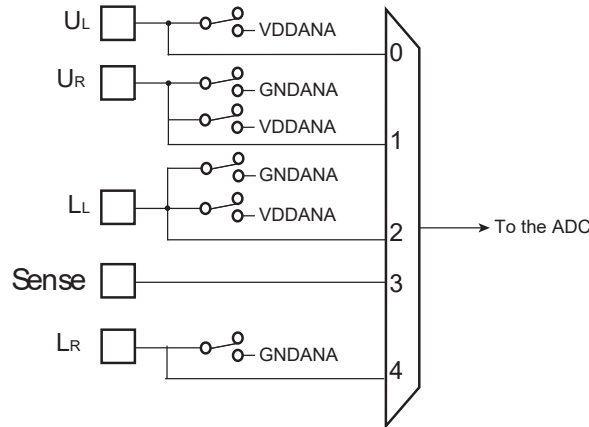 UL
VDDANA
0
UR
GNDANA
VDDANA
1
GNDANA
LL
VDDANA
2
To the ADC
Sense
3
LR
GNDANA
4